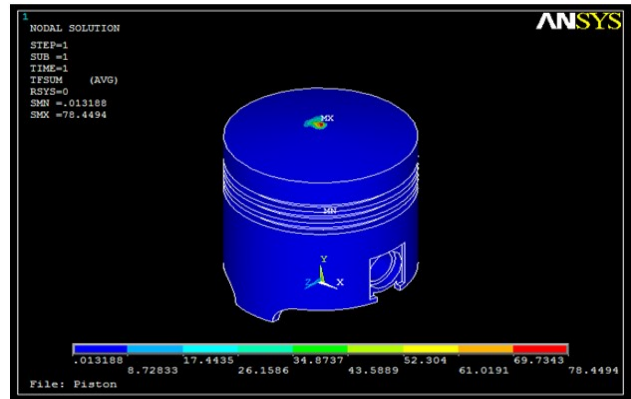 1
NODAL SOLUTION
ANSYS
STEP=1
SUB =1
TIME=1
TFSUM (AVG)
RSYS=0
SMN =.013188
SMX =78.4494
MX
MN
Y
Z X
.013188 17.4435 34.8737 52.304 69.7343
8.72833 26.1586 43.5889 61.0191 78.4494
File: Piston